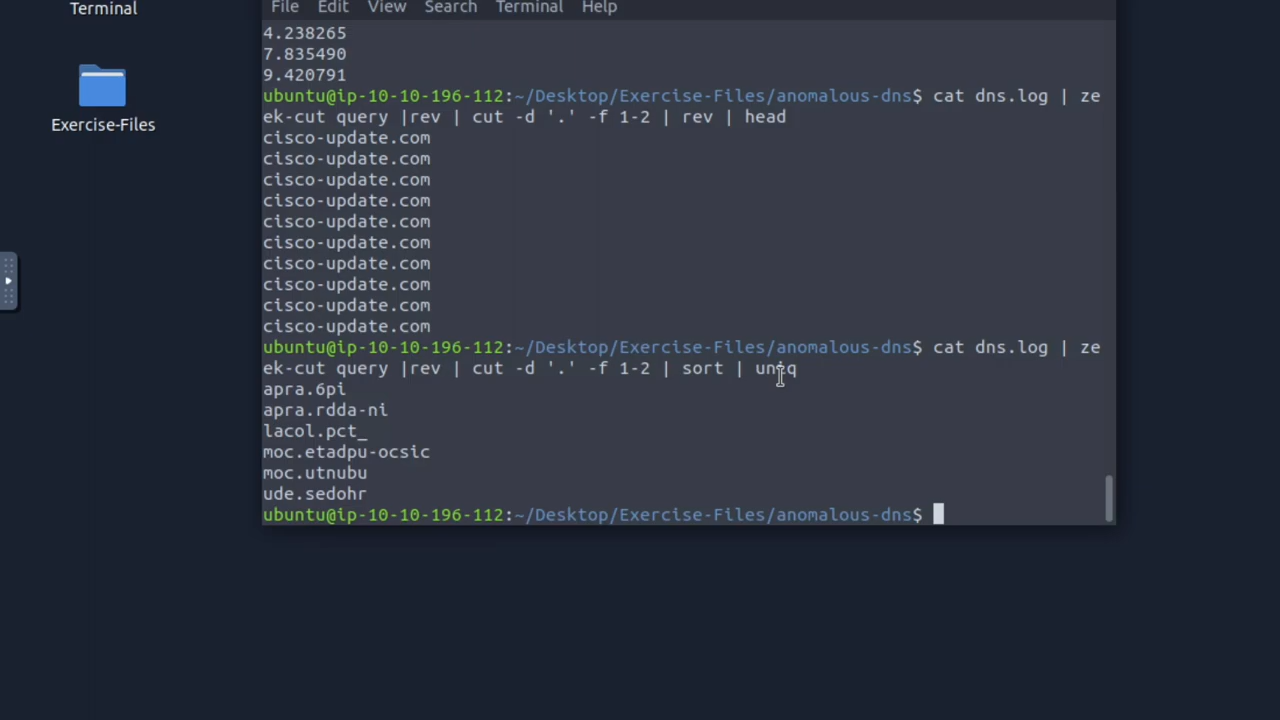 Terminal
Exercise-Files
File Edit View Search Terminal Help
4.238265
7.835490
9.420791
ubuntu@ip-10-10-196-112:~/Desktop/Exercise-Files/anomalous-dns$ cat dns.log | ze
ek-cut query |rev | cut -d '.' -f 1-2 | rev | head
cisco-update.com
cisco-update.com
cisco-update.com
cisco-update.com
cisco-update.com
cisco-update.com
cisco-update.com
cisco-update.com
cisco-update.com
cisco-update.com
ubuntu@ip-10-10-196-112:~/Desktop/Exercise-Files/anomalous-dns$ cat dns.log | ze
ek-cut query |rev | cut -d '.' -f 1-2 | sort | uniq
apra.6pi
apra.rdda-ni
lacol.pct_
moc.etadpu-ocsic
moc.utnubu
ude.sedohr
ubuntu@ip-10-10-196-112:~/Desktop/Exercise-Files/anomalous-dns$